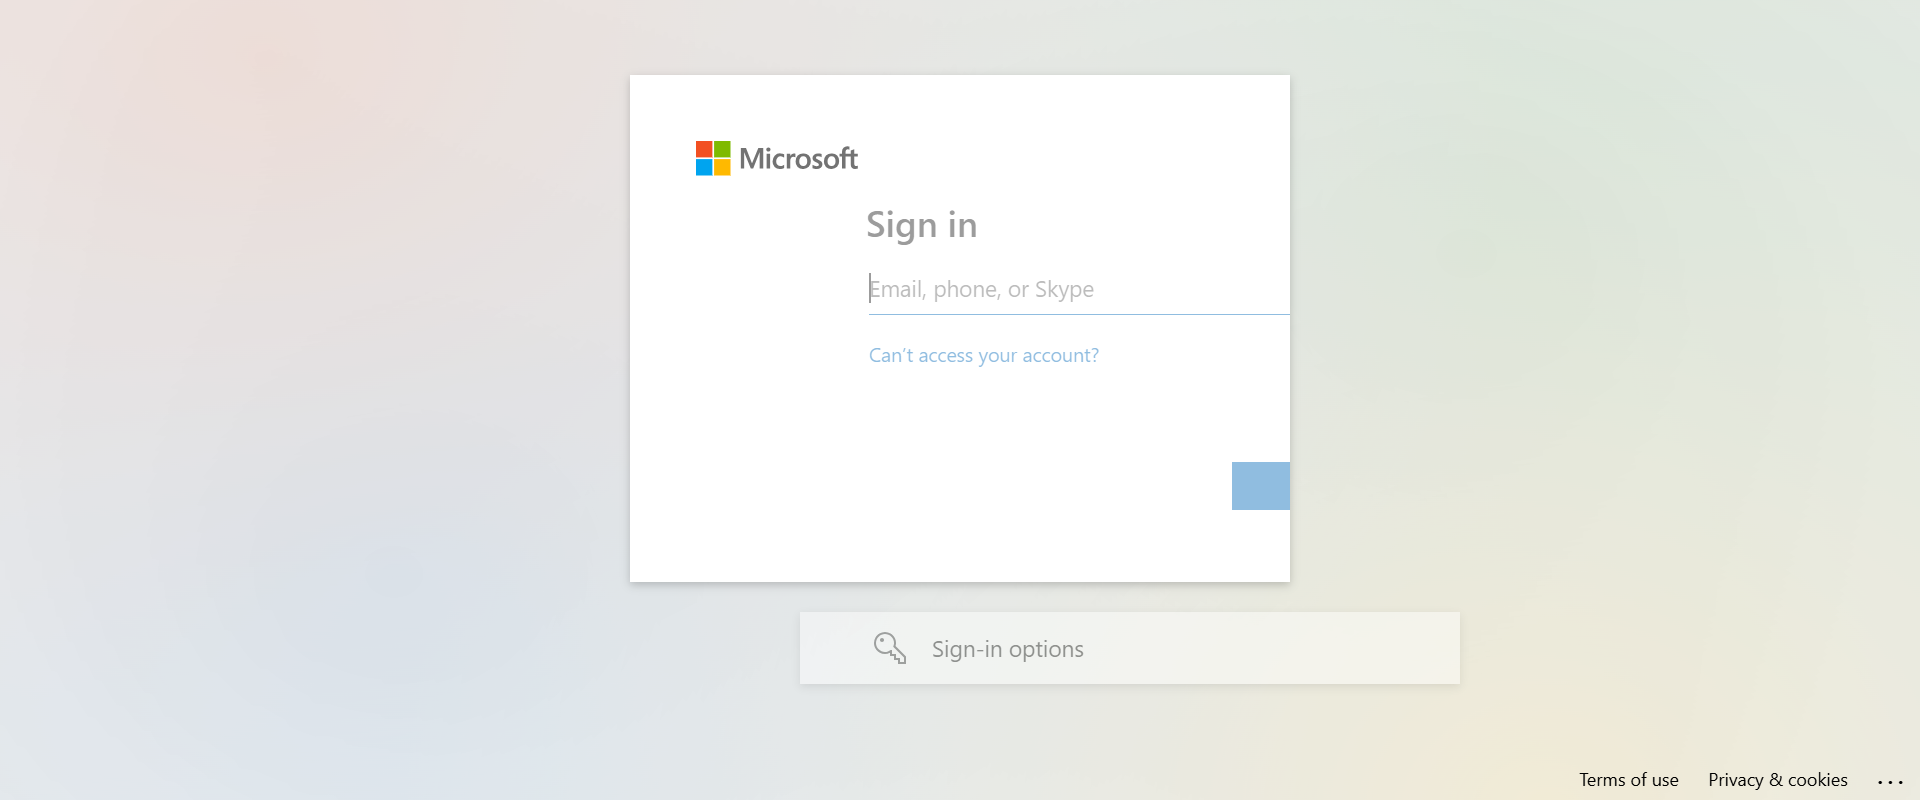 Microsoft
Sign in
Email, phone, or Skype
Can’t access your account?
Sign-in options
Terms of use Privacy & cookies ...